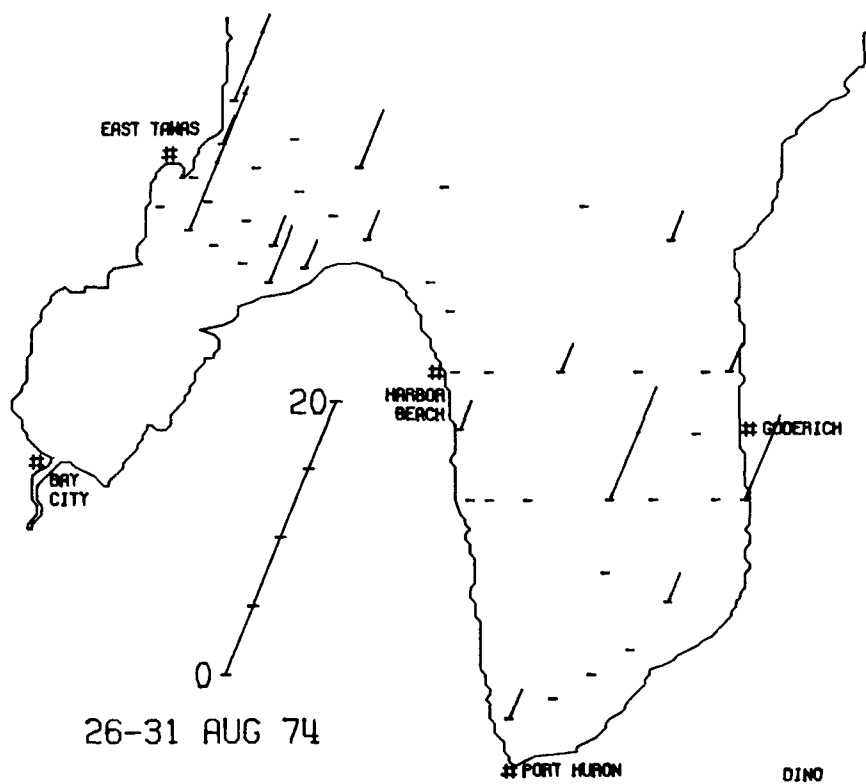 EAST TAWAS
#
20
#
HARBOR
BEACH
# GODERICH
#
BAY
CITY
0
26-31 AUG 74
# PORT HURON
DINO